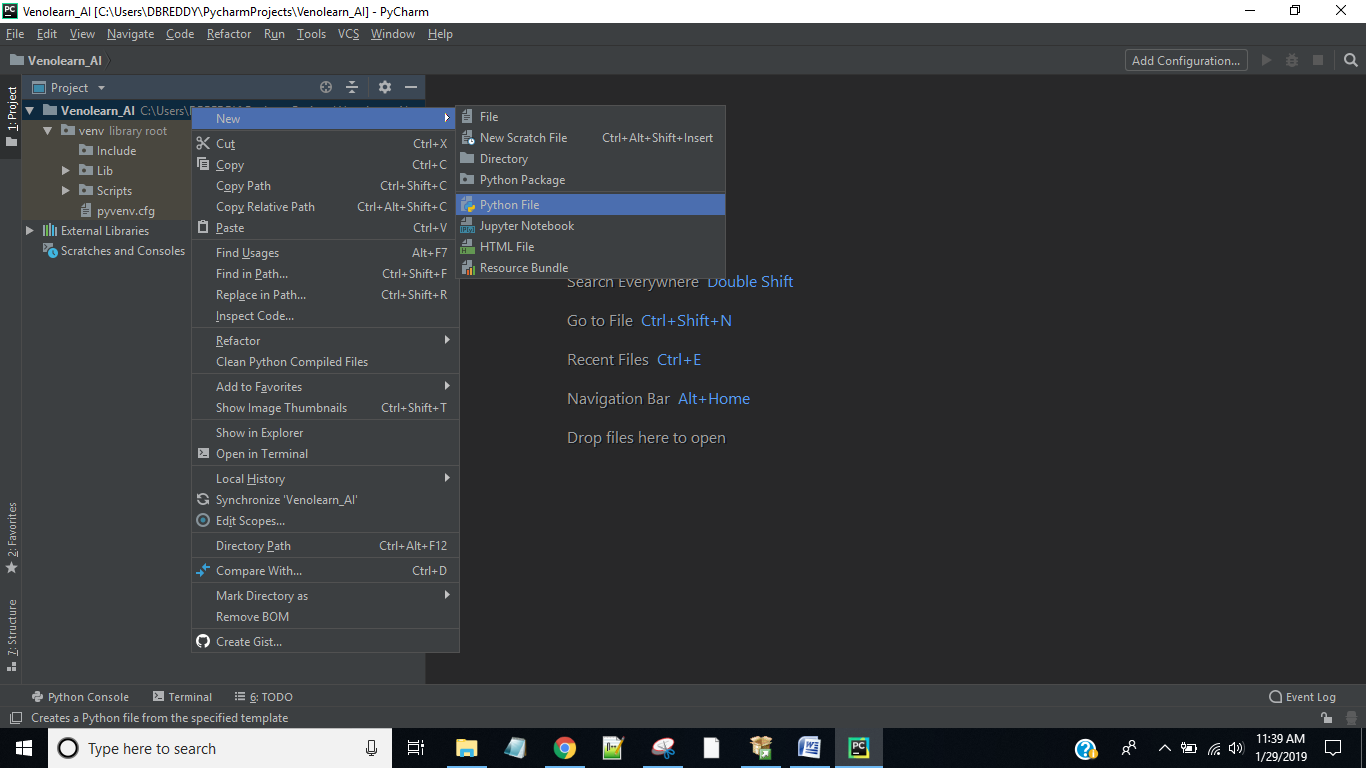 Venolearn_AI [C:\Users\DBREDDY\PycharmProjects\Venolearn_AI] - PyCharm
File Edit View Navigate Code Refactor Run Tools VCS Window Help
Venolearn_AI
Add Configuration...
1: Project
2: Favorites
7: Structure
Project
Venolearn_AI C:\Users\DBREDDY
venv library root
Include
Lib
Scripts
pyvenv.cfg
External Libraries
Scratches and Consoles
New
Cut Ctrl+X
Copy Ctrl+C
Copy Path Ctrl+Shift+C
Copy Relative Path Ctrl+Alt+Shift+C
Paste Ctrl+V
Find Usages Alt+F7
Find in Path... Ctrl+Shift+F
Replace in Path... Ctrl+Shift+R
Inspect Code...
Refactor
Clean Python Compiled Files
Add to Favorites
Show Image Thumbnails Ctrl+Shift+T
Show in Explorer
Open in Terminal
Local History
Synchronize 'Venolearn_AI'
Edit Scopes...
Directory Path Ctrl+Alt+F12
Compare With... Ctrl+D
Mark Directory as
Remove BOM
Create Gist...
File
New Scratch File Ctrl+Alt+Shift+Insert
Directory
Python Package
Python File
Jupyter Notebook
HTML File
Resource Bundle
Search Everywhere Double Shift
Go to File Ctrl+Shift+N
Recent Files Ctrl+E
Navigation Bar Alt+Home
Drop files here to open
Python Console Terminal 6: TODO Event Log
Creates a Python file from the specified template
Type here to search
11:39 AM
1/29/2019